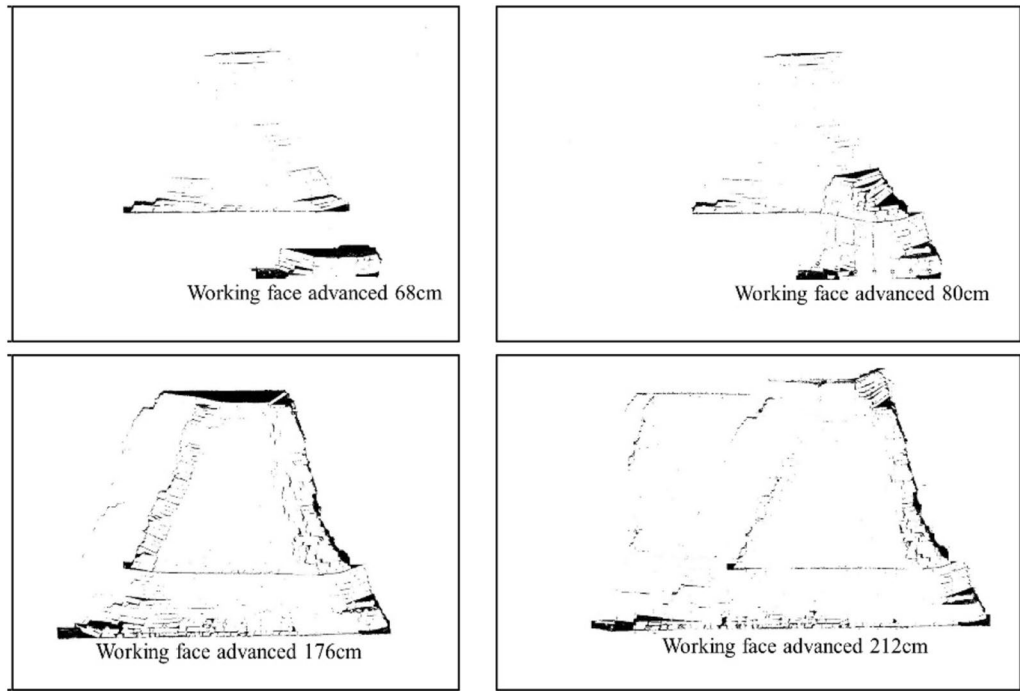 Working face advanced 68cm
Working face advanced 80cm
Working face advanced 176cm
Working face advanced 212cm